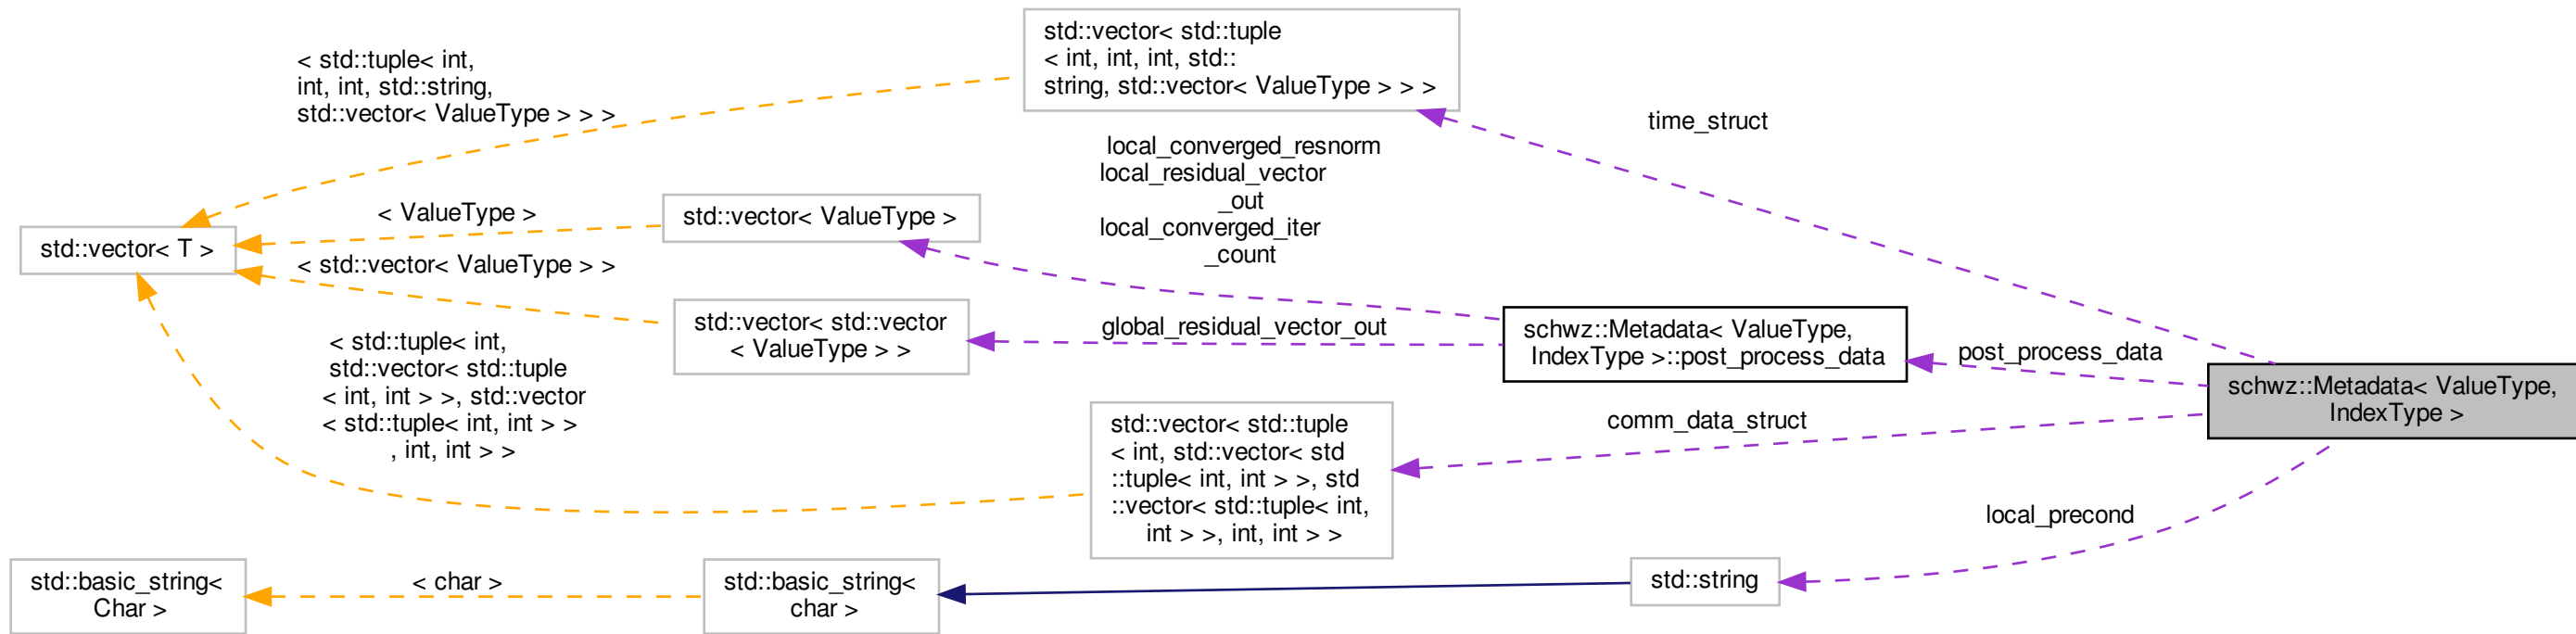 std::vector< std::tuple
< int, int, int, std::
string, std::vector< ValueType > > >
< std::tuple< int,
int, int, std::string,
std::vector< ValueType > > >
time_struct
local_converged_resnorm
local_residual_vector
_out
local_converged_iter
_count
< ValueType >
std::vector< ValueType >
std::vector< T >
< std::vector< ValueType > >
std::vector< std::vector
< ValueType > >
global_residual_vector_out
schwz::Metadata< ValueType,
IndexType >::post_process_data
post_process_data
schwz::Metadata< ValueType,
IndexType >
< std::tuple< int,
std::vector< std::tuple
< int, int > >, std::vector
< std::tuple< int, int > >
, int, int > >
std::vector< std::tuple
< int, std::vector< std
::tuple< int, int > >, std
::vector< std::tuple< int,
int > >, int, int > >
comm_data_struct
local_precond
std::basic_string<
Char >
< char >
std::basic_string<
char >
std::string